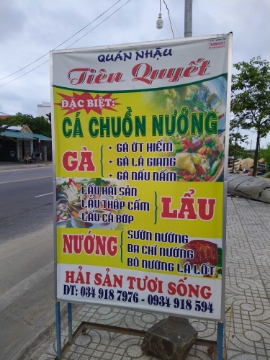 QUÁN NHẬU
Tiên Quyết
ĐẶC BIỆT:
CÁ CHUỒN NƯỚNG
GÀ
• GÀ ỚT HIỂM
• GÀ LÁ GIANG
• GÀ NẤU NẤM
LẨU HẢI SẢN
LẨU THẬP CẨM
LẨU CÁ BỚP
LẨU
NƯỚNG
SƯỜN NƯỚNG
BA CHỈ NƯỚNG
BÒ NƯỚNG LÁ LỐT
HẢI SẢN TƯƠI SỐNG
ĐT: 034 918 7976 - 0934 918 594